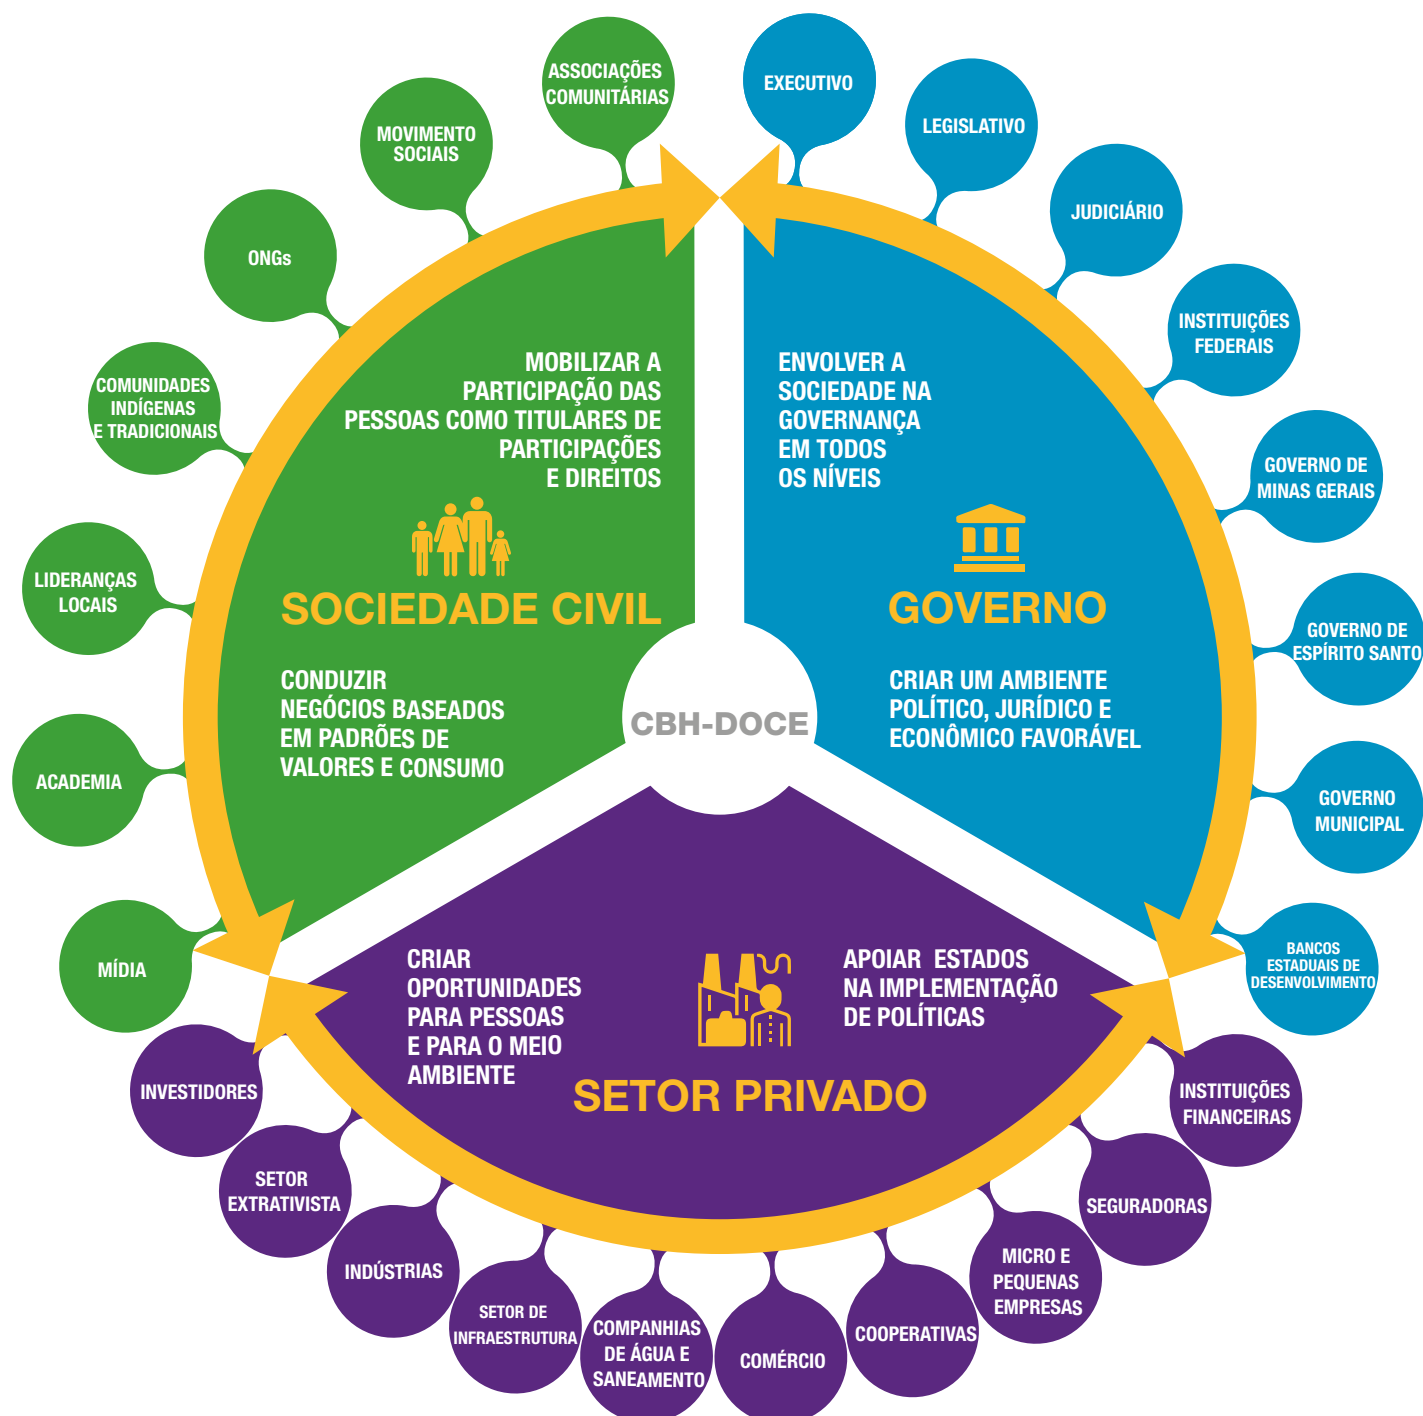 ASSOCIAÇÕES
COMUNITÁRIAS
MOVIMENTO
SOCIAIS
ONGs
COMUNIDADES
INDÍGENAS
E TRADICIONAIS
LIDERANÇAS
LOCAIS
ACADEMIA
MÍDIA
EXECUTIVO
LEGISLATIVO
JUDICIÁRIO
INSTITUIÇÕES
FEDERAIS
GOVERNO DE
MINAS GERAIS
GOVERNO DE
ESPÍRITO SANTO
GOVERNO
MUNICIPAL
BANCOS
ESTADUAIS DE
DESENVOLVIMENTO
MOBILIZAR A
PARTICIPAÇÃO DAS
PESSOAS COMO TITULARES DE
PARTICIPAÇÕES
E DIREITOS
SOCIEDADE CIVIL
CONDUZIR
NEGÓCIOS BASEADOS
EM PADRÕES DE
VALORES E CONSUMO
ENVOLVER A
SOCIEDADE NA
GOVERNANÇA
EM TODOS
OS NÍVEIS
GOVERNO
CRIAR UM AMBIENTE
POLÍTICO, JURÍDICO E
ECONÔMICO FAVORÁVEL
CBH-DOCE
CRIAR
OPORTUNIDADES
PARA PESSOAS
E PARA O MEIO
AMBIENTE
APOIAR ESTADOS
NA IMPLEMENTAÇÃO
DE POLÍTICAS
SETOR PRIVADO
INVESTIDORES
SETOR
EXTRATIVISTA
INDÚSTRIAS
SETOR DE
INFRAESTRUTURA
COMPANHIAS
DE ÁGUA E
SANEAMENTO
COMÉRCIO
COOPERATIVAS
MICRO E
PEQUENAS
EMPRESAS
SEGURADORAS
INSTITUIÇÕES
FINANCEIRAS